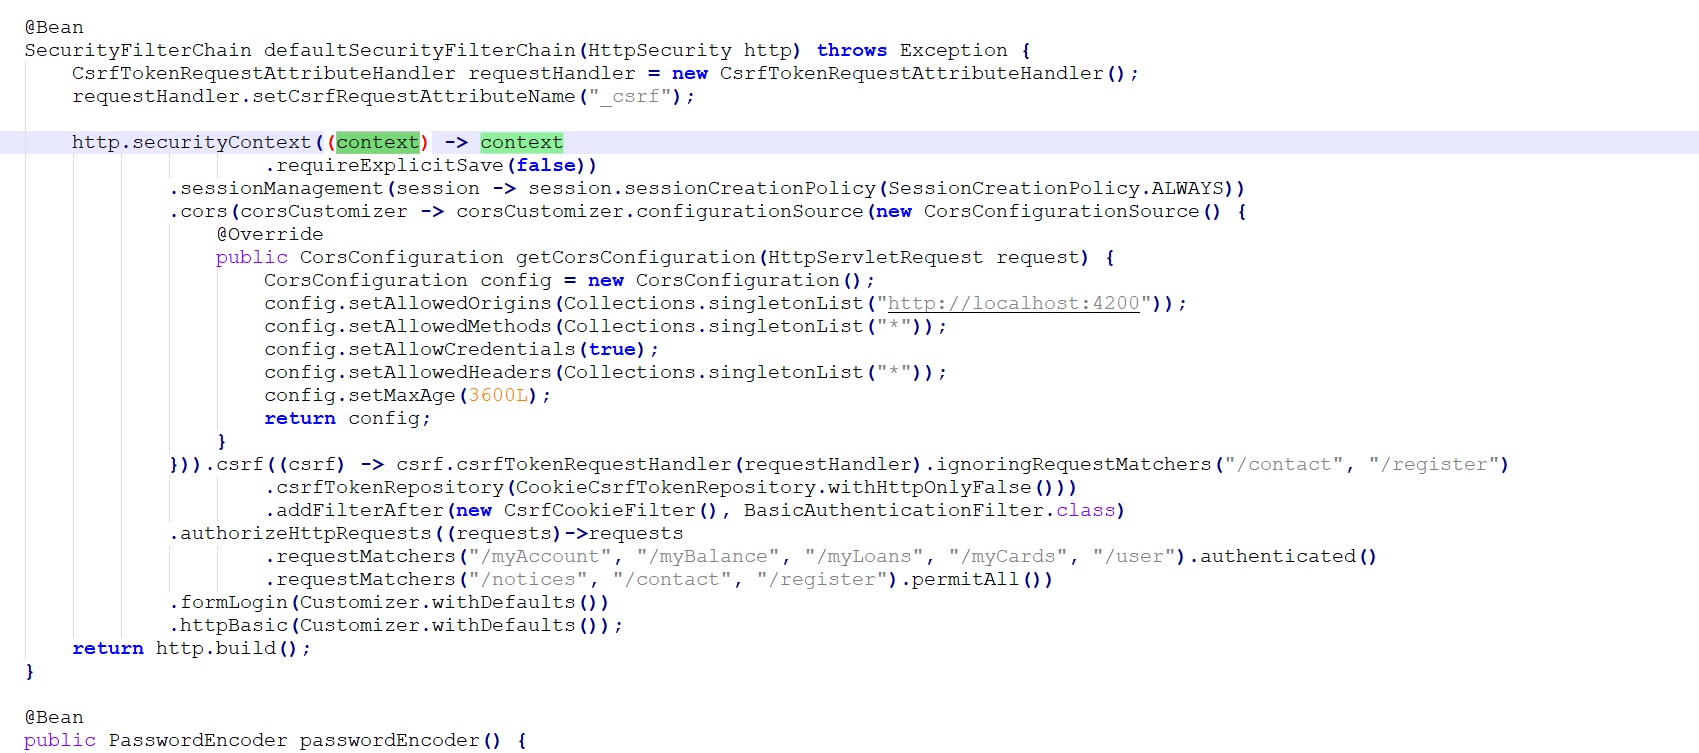 @Bean
SecurityFilterChain defaultSecurityFilterChain(HttpSecurity http) throws Exception {
    CsrfTokenRequestAttributeHandler requestHandler = new CsrfTokenRequestAttributeHandler();
    requestHandler.setCsrfRequestAttributeName("_csrf");

    http.securityContext((context) -> context
                    .requireExplicitSave(false))
            .sessionManagement(session -> session.sessionCreationPolicy(SessionCreationPolicy.ALWAYS))
            .cors(corsCustomizer -> corsCustomizer.configurationSource(new CorsConfigurationSource() {
                @Override
                public CorsConfiguration getCorsConfiguration(HttpServletRequest request) {
                    CorsConfiguration config = new CorsConfiguration();
                    config.setAllowedOrigins(Collections.singletonList("http://localhost:4200"));
                    config.setAllowedMethods(Collections.singletonList("*"));
                    config.setAllowCredentials(true);
                    config.setAllowedHeaders(Collections.singletonList("*"));
                    config.setMaxAge(3600L);
                    return config;
                }
            })).csrf((csrf) -> csrf.csrfTokenRequestHandler(requestHandler).ignoringRequestMatchers("/contact", "/register")
                    .csrfTokenRepository(CookieCsrfTokenRepository.withHttpOnlyFalse()))
                    .addFilterAfter(new CsrfCookieFilter(), BasicAuthenticationFilter.class)
            .authorizeHttpRequests((requests)->requests
                    .requestMatchers("/myAccount", "/myBalance", "/myLoans", "/myCards", "/user").authenticated()
                    .requestMatchers("/notices", "/contact", "/register").permitAll())
            .formLogin(Customizer.withDefaults())
            .httpBasic(Customizer.withDefaults());
    return http.build();
}

@Bean
public PasswordEncoder passwordEncoder() {